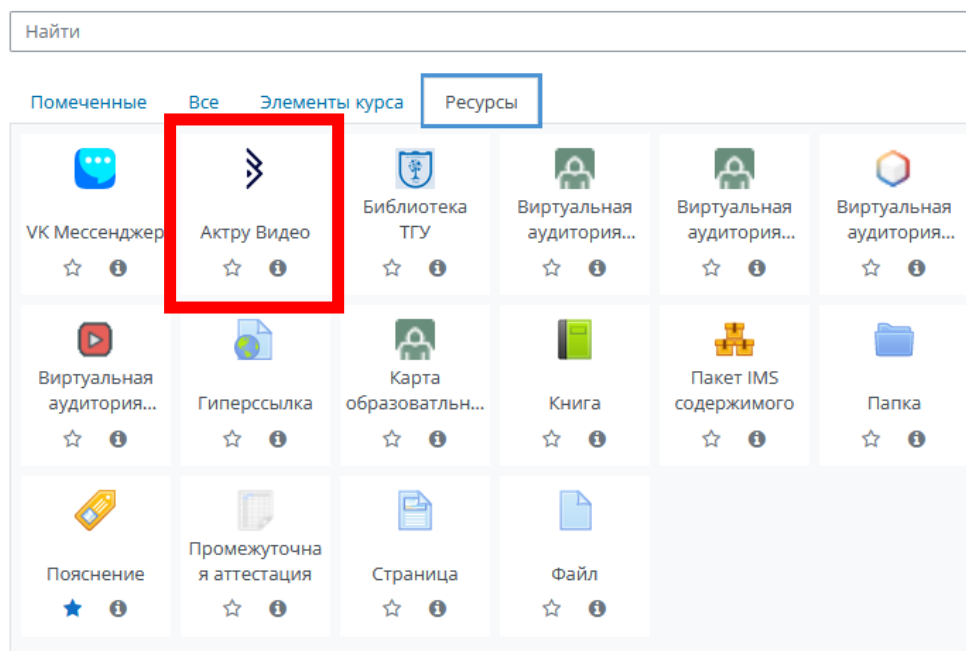 Найти
Помеченные
Все
Элементы курса
Ресурсы
VK Мессенджер
Актру Видео
Библиотека
ТГУ
Виртуальная
аудитория...
Виртуальная
аудитория...
Виртуальная
аудитория...
Виртуальная
аудитория...
Гиперссылка
Карта
образоватльн...
Книга
Пакет IMS
содержимого
Папка
Пояснение
Промежуточна
я аттестация
Страница
Файл